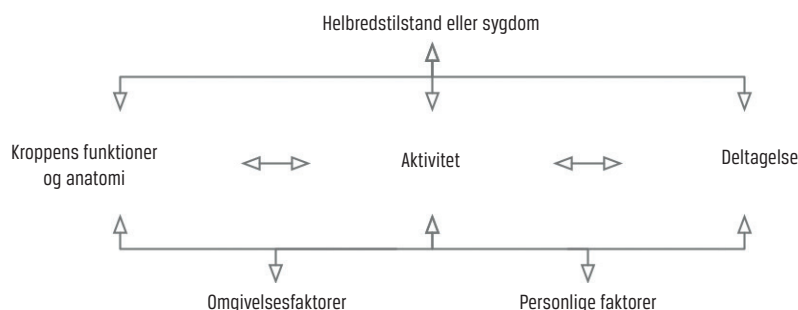 Helbredstilstand eller sygdom
Kroppens funktioner
og anatomi
Aktivitet
Deltagelse
Omgivelsesfaktorer
Personlige faktorer